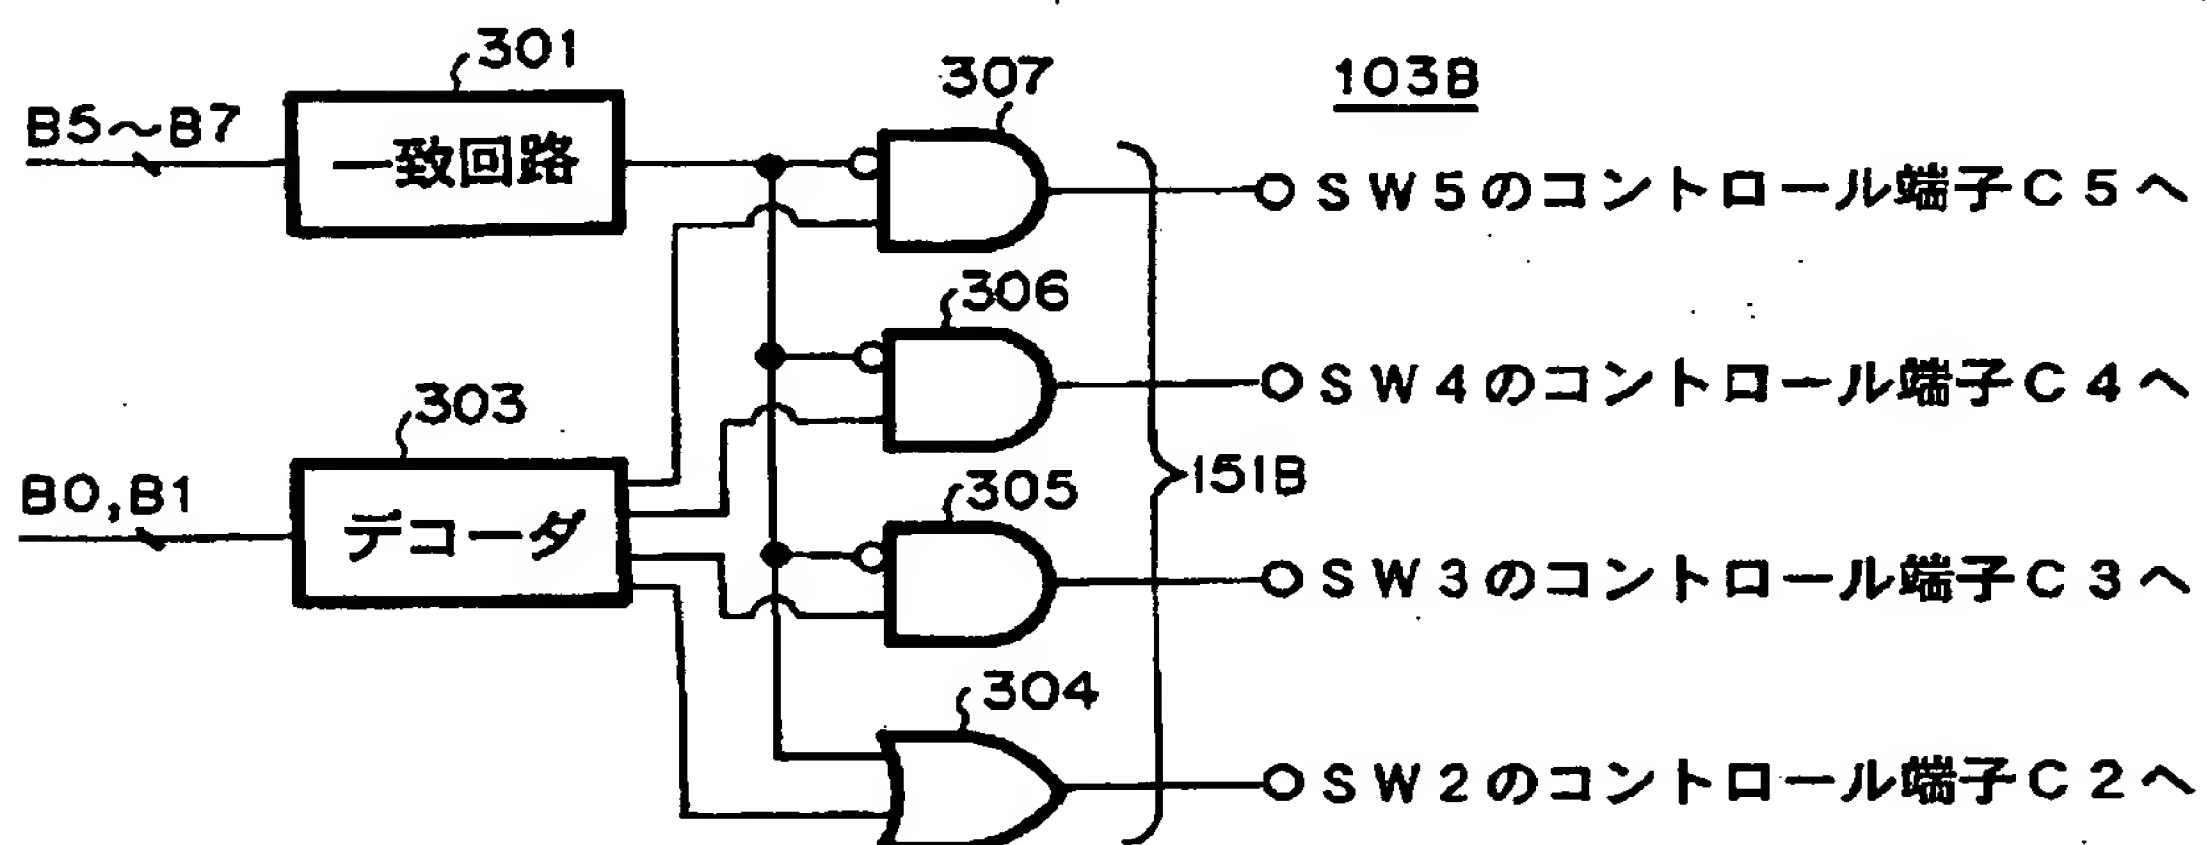 301
B5〜B7
一致回路
307
103B
SW5のコントロール端子C5へ
306
SW4のコントロール端子C4へ
303
B0,B1
デコーダ
151B
305
SW3のコントロール端子C3へ
304
SW2のコントロール端子C2へ